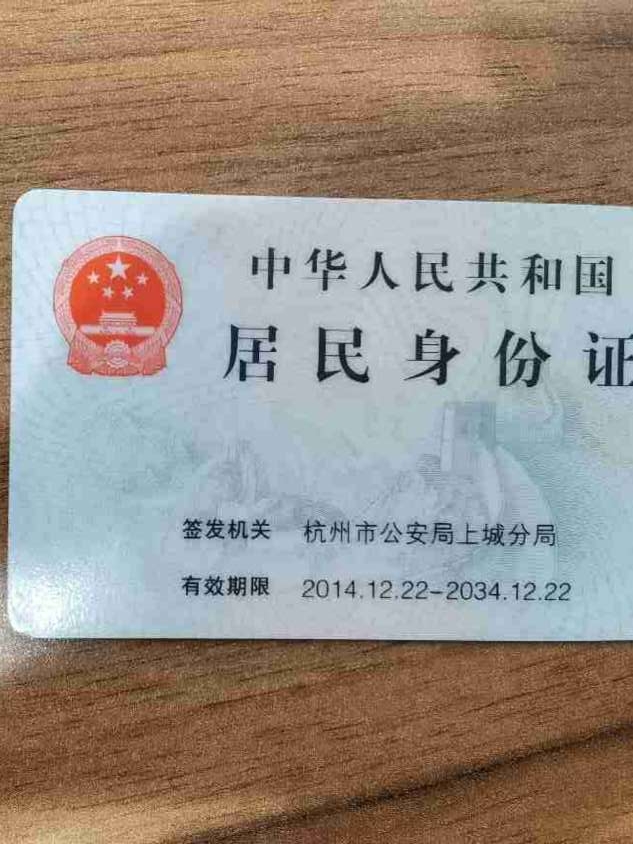 中华人民共和国
居民身份证
签发机关 杭州市公安局上城分局
有效期限 2014.12.22-2034.12.22